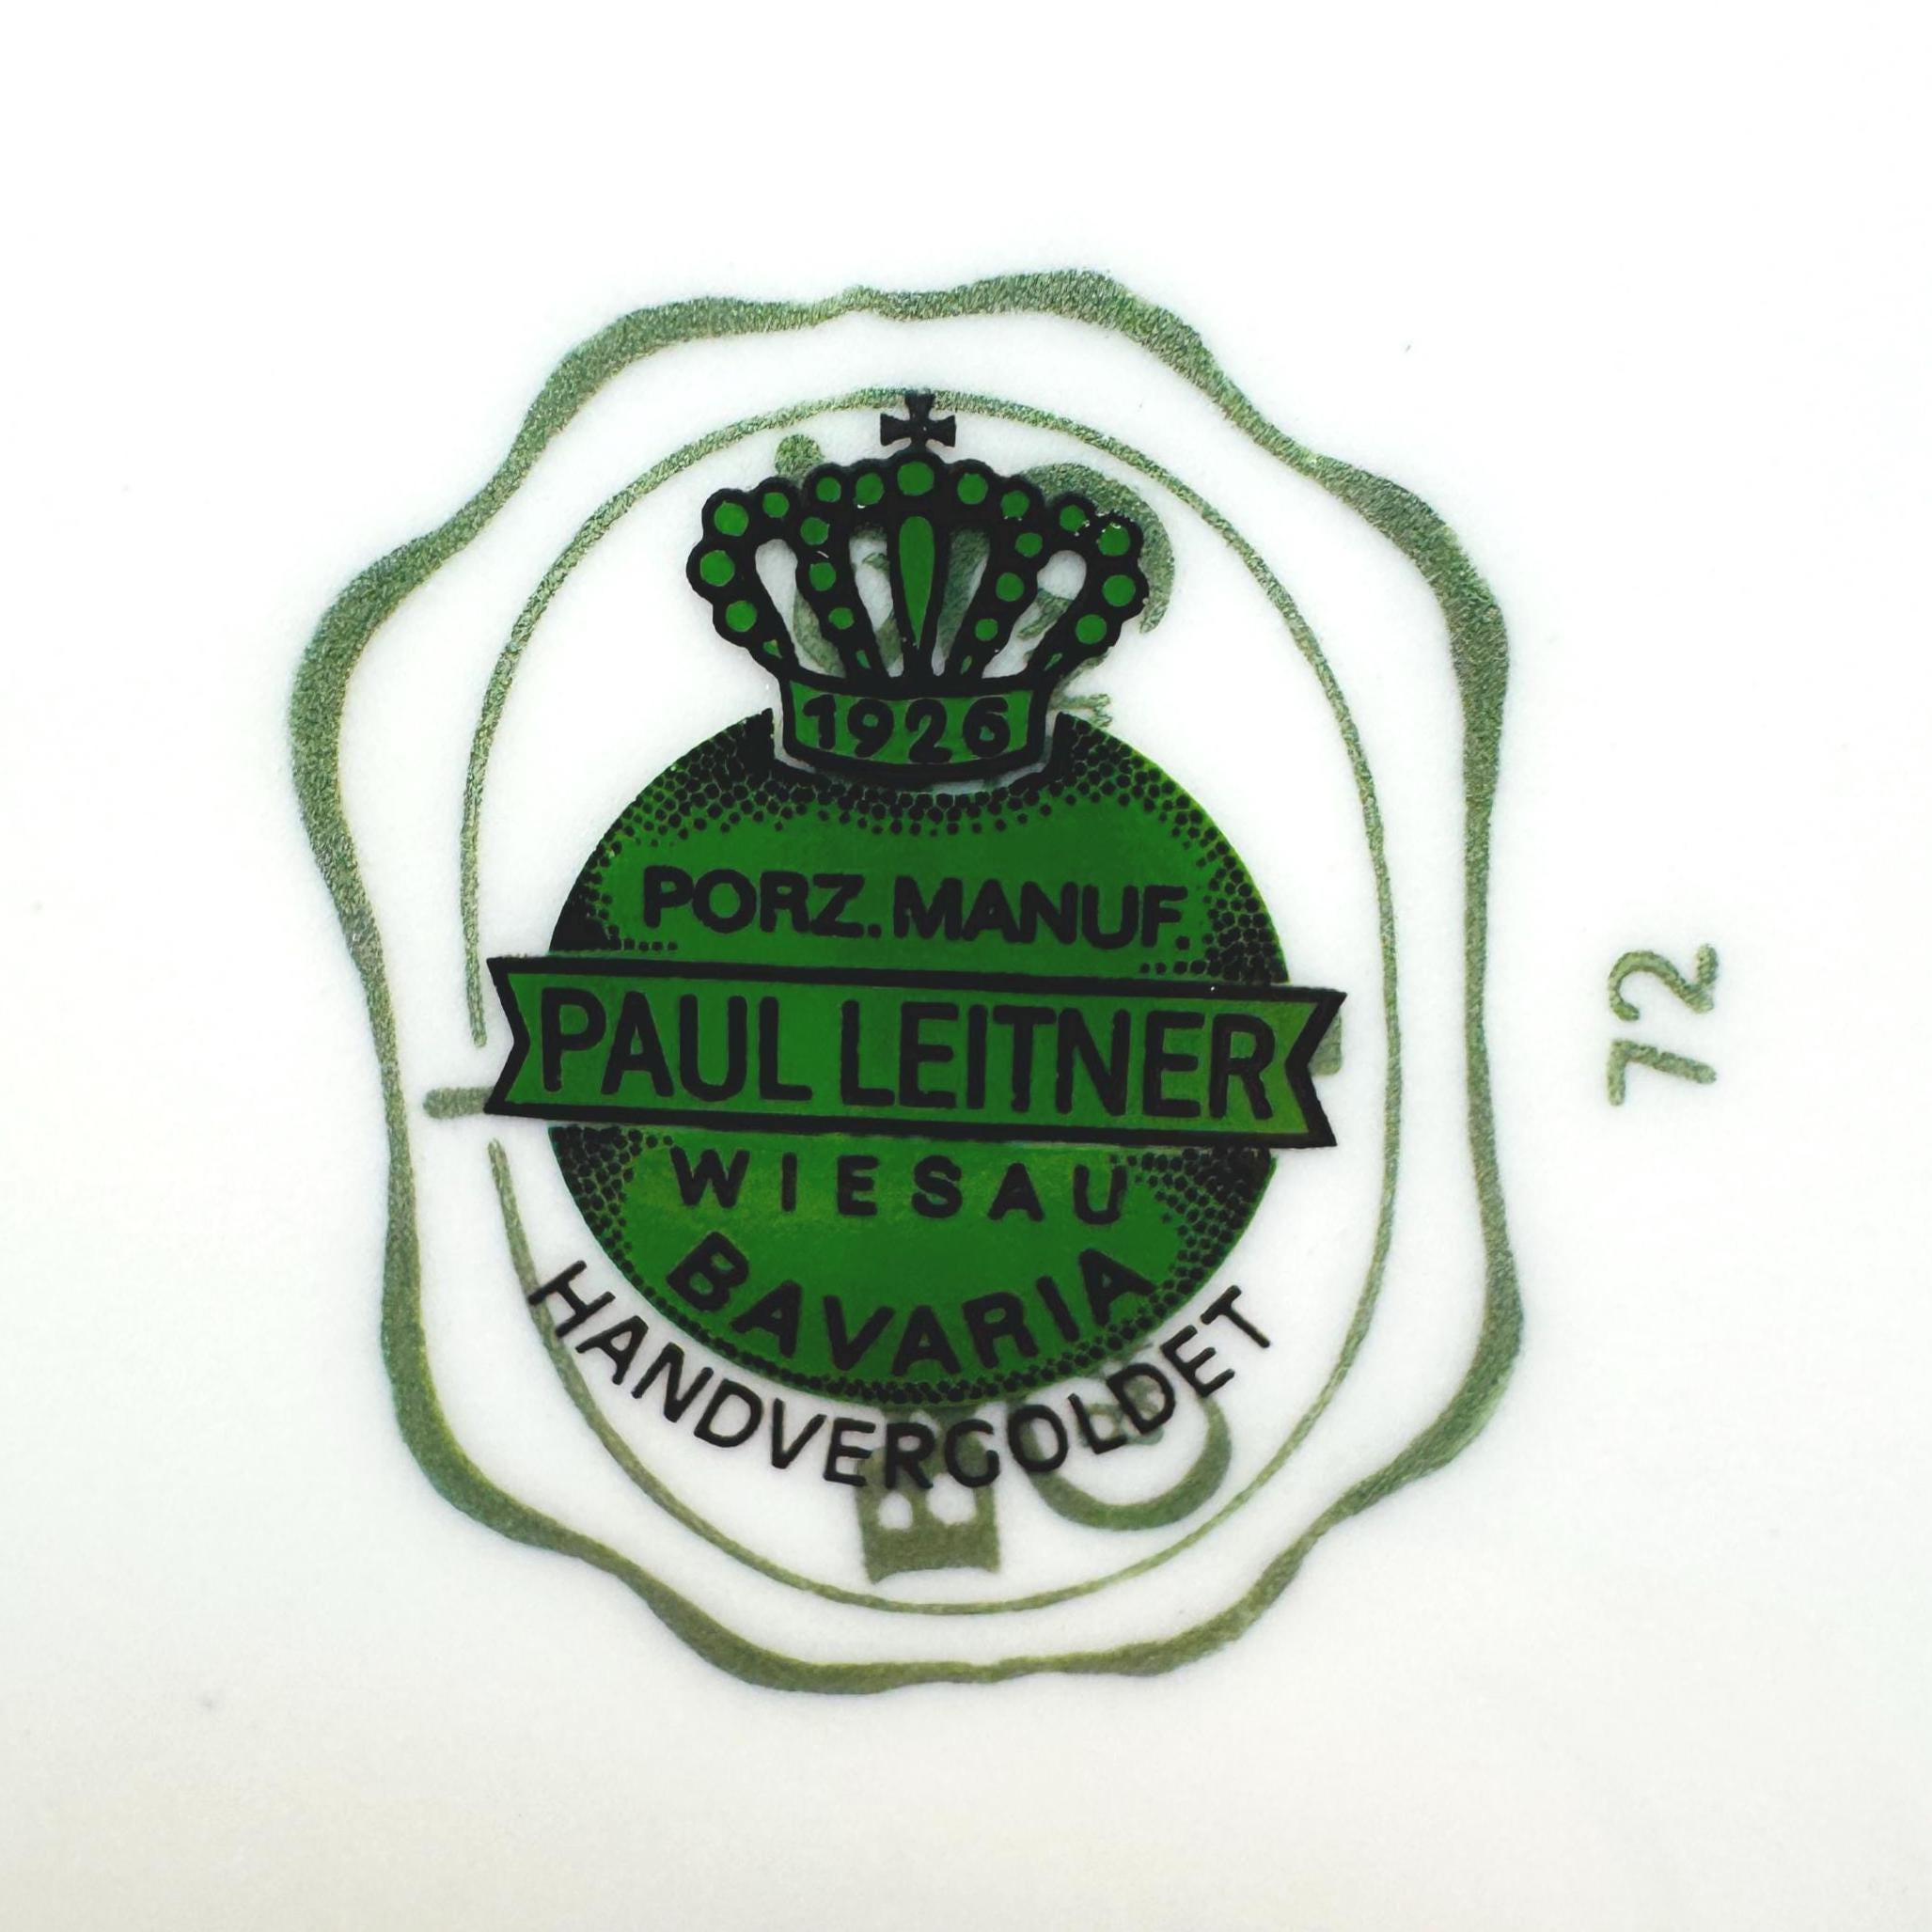 1926
PORZ. MANUF.
PAUL LEITNER
WIESAU
BAVARIA
HANDVERGOLDET
72